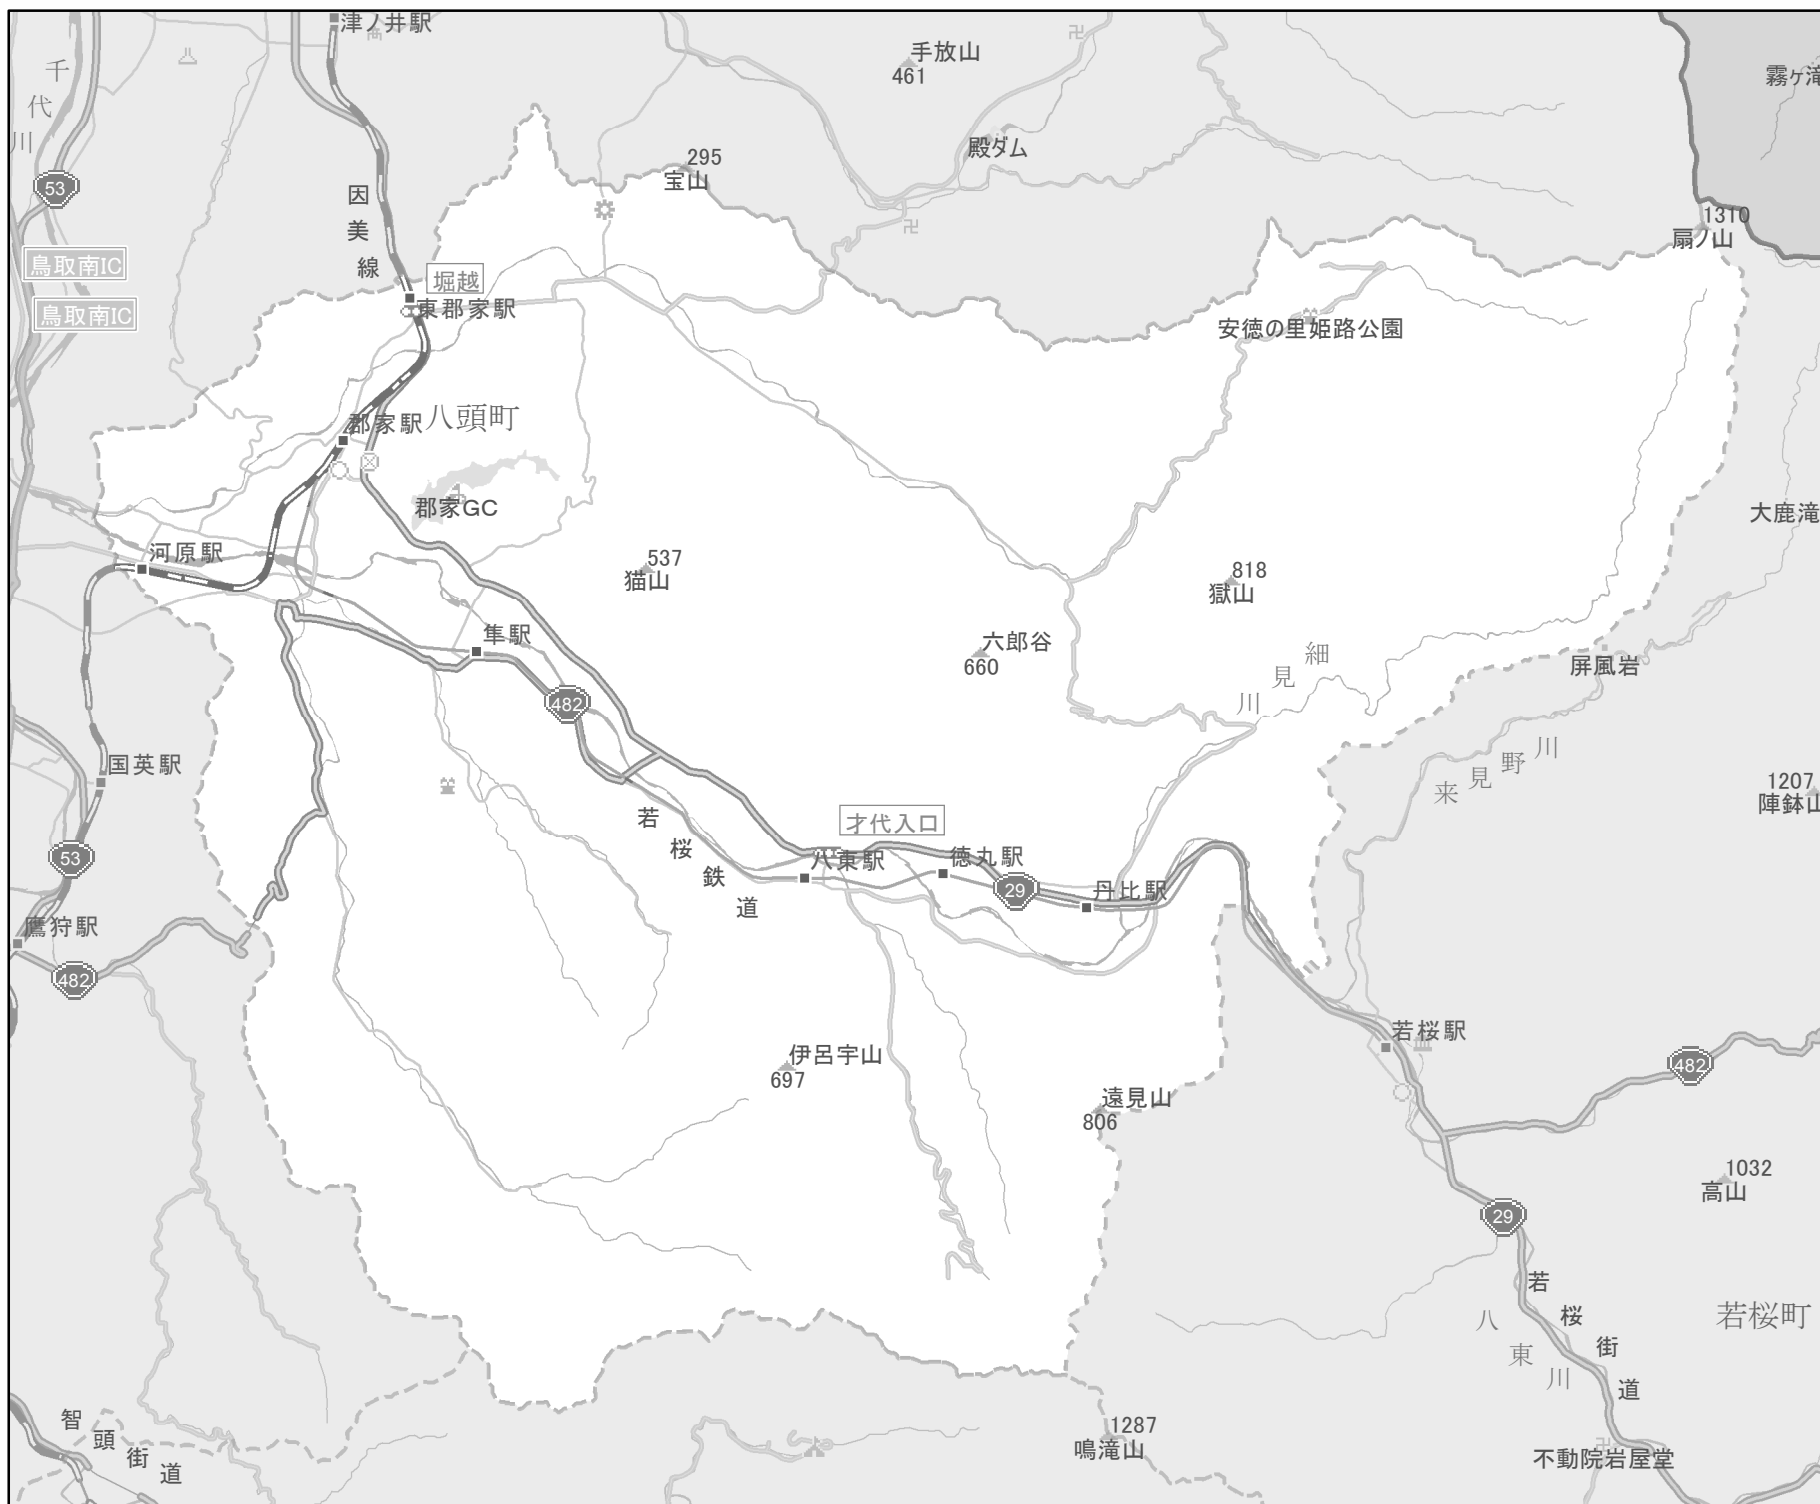 津ノ井駅
手放山
461
霧ヶ滝
千代川
殿ダム
295
宝山
53
因美線
1310
扇ノ山
鳥取南IC
堀越
鳥取南IC
東郡家駅
安徳の里姫路公園
郡家駅
八頭町
郡家GC
大鹿滝
河原駅
537
猫山
818
獄山
隼駅
六郎谷
660
細見川
屏風岩
482
国英駅
来見野川
1207
陣鉢山
若桜鉄道
才代入口
53
八東駅
徳丸駅
29
丹比駅
鷹狩駅
482
若桜駅
伊呂宇山
697
482
遠見山
806
1032
高山
29
若桜街道
八東川
若桜町
智頭街道
1287
鳴滝山
不動院岩屋堂